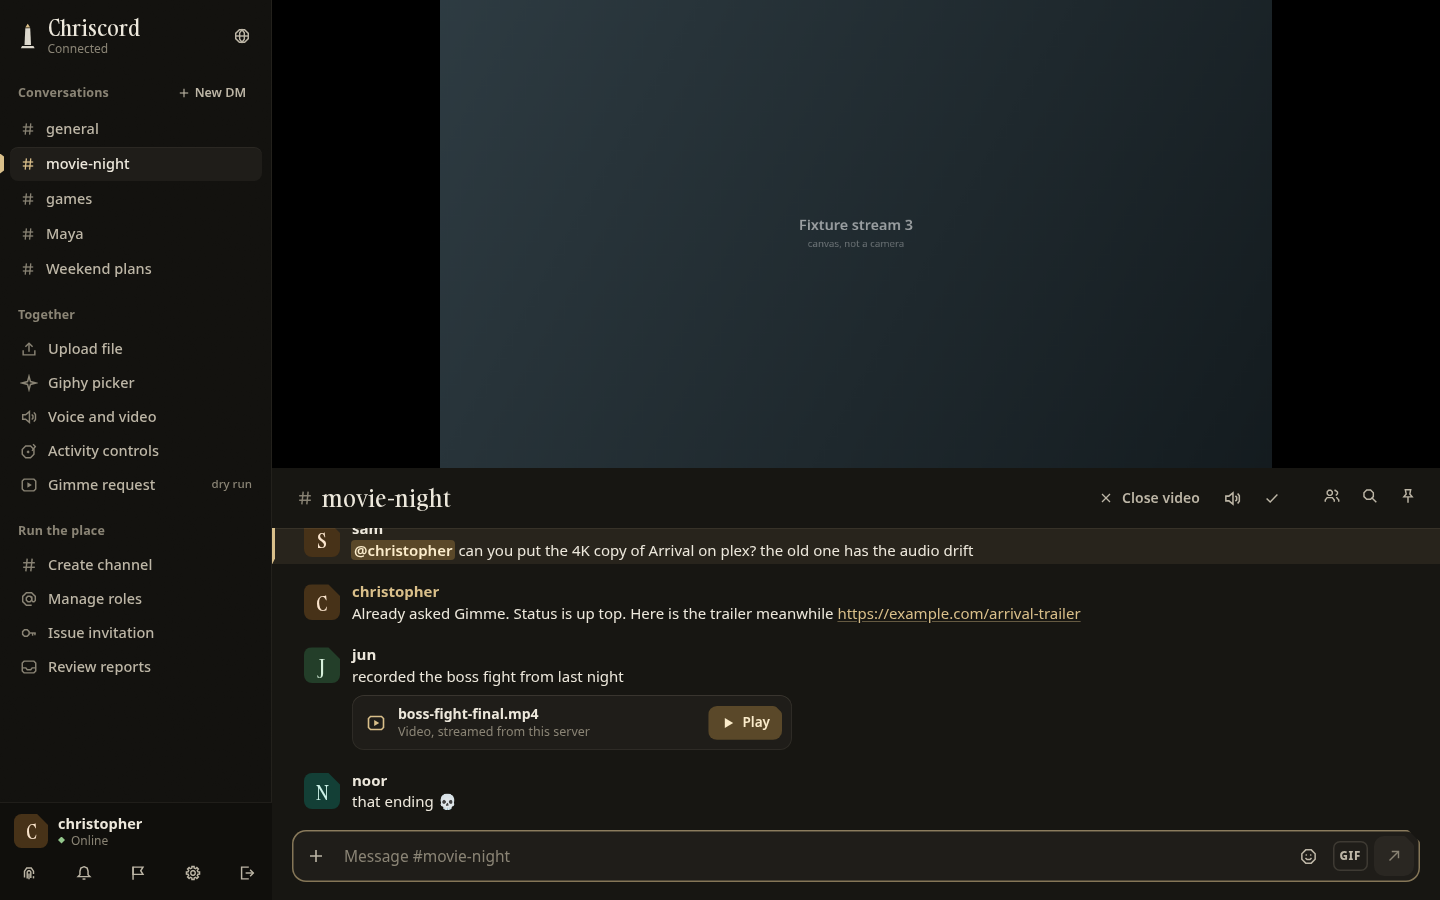 Chriscord
Connected
Conversations
+ New DM
# general
# movie-night
# games
# Maya
# Weekend plans
Together
Upload file
Giphy picker
Voice and video
Activity controls
Gimme request dry run
Run the place
# Create channel
Manage roles
Issue invitation
Review reports
C christopher
Online
Fixture stream 3
canvas, not a camera
# movie-night
Close video
S sam
@christopher can you put the 4K copy of Arrival on plex? the old one has the audio drift
C christopher
Already asked Gimme. Status is up top. Here is the trailer meanwhile https://example.com/arrival-trailer
J jun
recorded the boss fight from last night
boss-fight-final.mp4
Video, streamed from this server
Play
N noor
that ending 💀
+ Message #movie-night
GIF